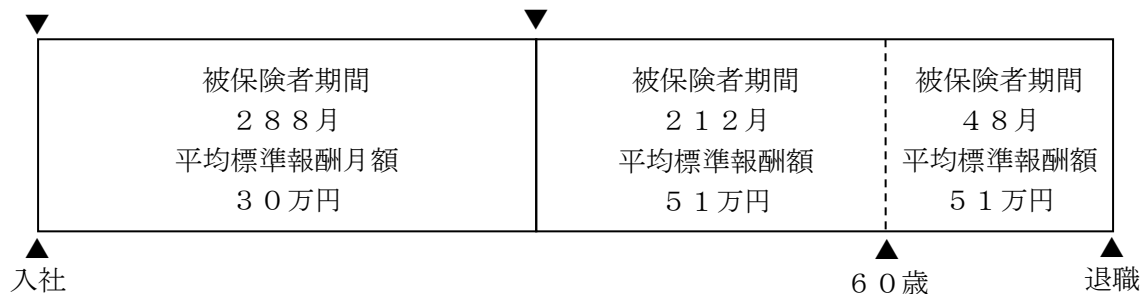 被保険者期間
２８８月
平均標準報酬月額
３０万円
被保険者期間
２１２月
平均標準報酬額
５１万円
被保険者期間
４８月
平均標準報酬額
５１万円
入社
６０歳
退職